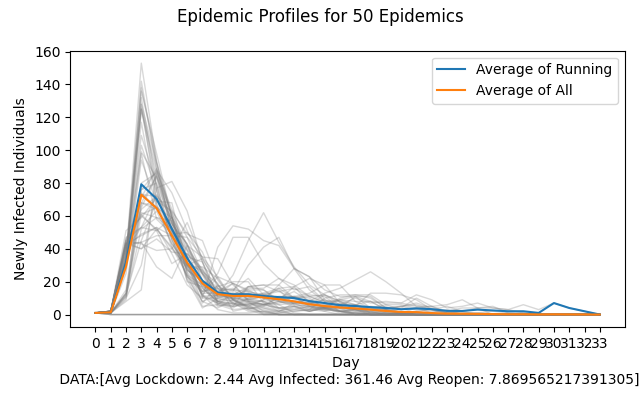 Epidemic Profiles for 50 Epidemics
160
140
120
100
80
60
40
20
0
Newly Infected Individuals
Average of Running
Average of All
0 1 2 3 4 5 6 7 8 9 10 11 12 13 14 15 16 17 18 19 20 21 22 23 24 25 26 27 28 29 30 31 32 33
Day
DATA:[Avg Lockdown: 2.44 Avg Infected: 361.46 Avg Reopen: 7.869565217391305]